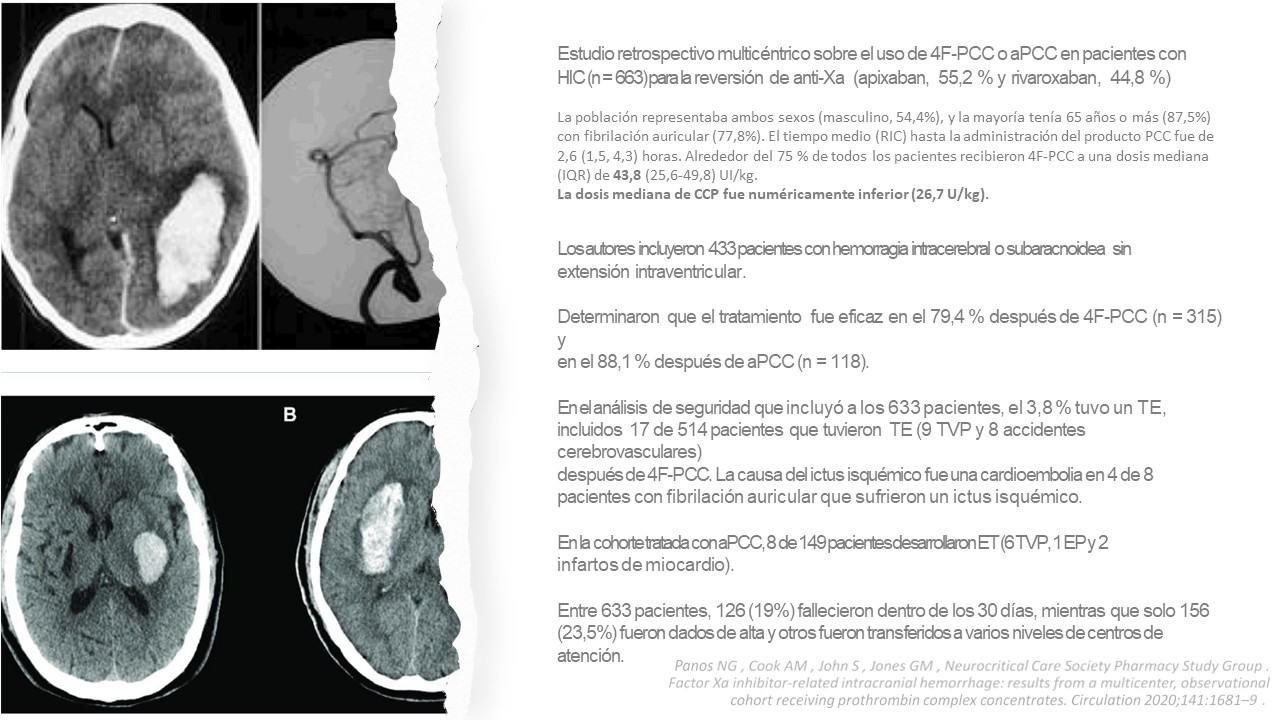 Estudio retrospectivo multicéntrico sobre el uso de 4F-PCC o aPCC en pacientes con
HIC (n = 663) para la reversión de anti-Xa (apixaban, 55,2 % y rivaroxaban, 44,8 %)
La población representaba ambos sexos (masculino, 54,4%), y la mayoría tenía 65 años o más (87,5%)
con fibrilación auricular (77,8%). El tiempo medio (RIC) hasta la administración del producto PCC fue de
2,6 (1,5, 4,3) horas. Alrededor del 75 % de todos los pacientes recibieron 4F-PCC a una dosis mediana
(IQR) de 43,8 (25,6-49,8) UI/kg.
La dosis mediana de CCP fue numéricamente inferior (26,7 U/kg).
Los autores incluyeron 433 pacientes con hemorragia intracerebral o subaracnoidea sin
extensión intraventricular.
Determinaron que el tratamiento fue eficaz en el 79,4 % después de 4F-PCC (n = 315)
y
en el 88,1 % después de aPCC (n = 118).
En el análisis de seguridad que incluyó a los 633 pacientes, el 3,8 % tuvo un TE,
incluidos 17 de 514 pacientes que tuvieron TE (9 TVP y 8 accidentes
cerebrovasculares)
después de 4F-PCC. La causa del ictus isquémico fue una cardioembolia en 4 de 8
pacientes con fibrilación auricular que sufrieron un ictus isquémico.
En la cohorte tratada con aPCC, 8 de 149 pacientes desarrollaron ET (6 TVP, 1 EP y 2
infartos de miocardio).
Entre 633 pacientes, 126 (19%) fallecieron dentro de los 30 días, mientras que solo 156
(23,5%) fueron dados de alta y otros fueron transferidos a varios niveles de centros de
atención.
Panos NG , Cook AM , John S , Jones GM , Neurocritical Care Society Pharmacy Study Group .
Factor Xa inhibitor-related intracranial hemorrhage: results from a multicenter, observational
cohort receiving prothrombin complex concentrates. Circulation 2020;141:1681–9 .
B